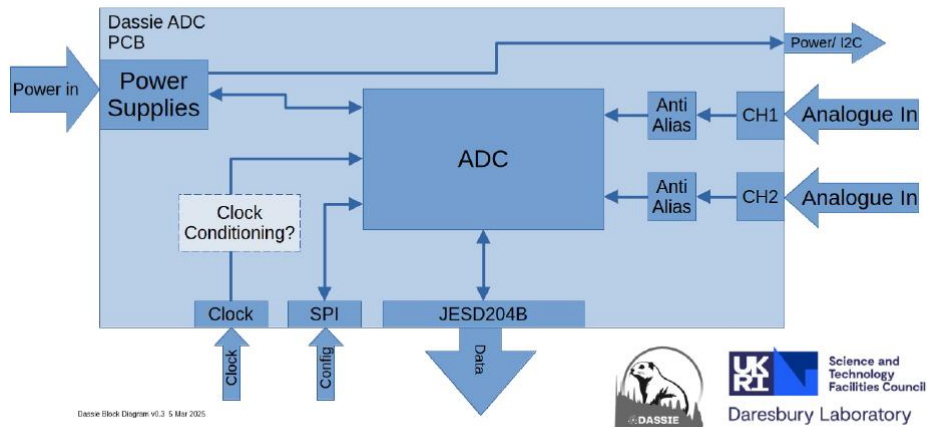 Dassie ADC
PCB
Power/ I2C
Power in
Power
Supplies
Anti
Alias
CH1
Analogue In
ADC
Anti
Alias
CH2
Analogue In
Clock
Conditioning?
Clock
SPI
JESD204B
Clock
Config
Data
Dassie Block Diagram v0.3 5 Mar 2025
DASSIE
UK
RI
Science and
Technology
Facilities Council
Daresbury Laboratory